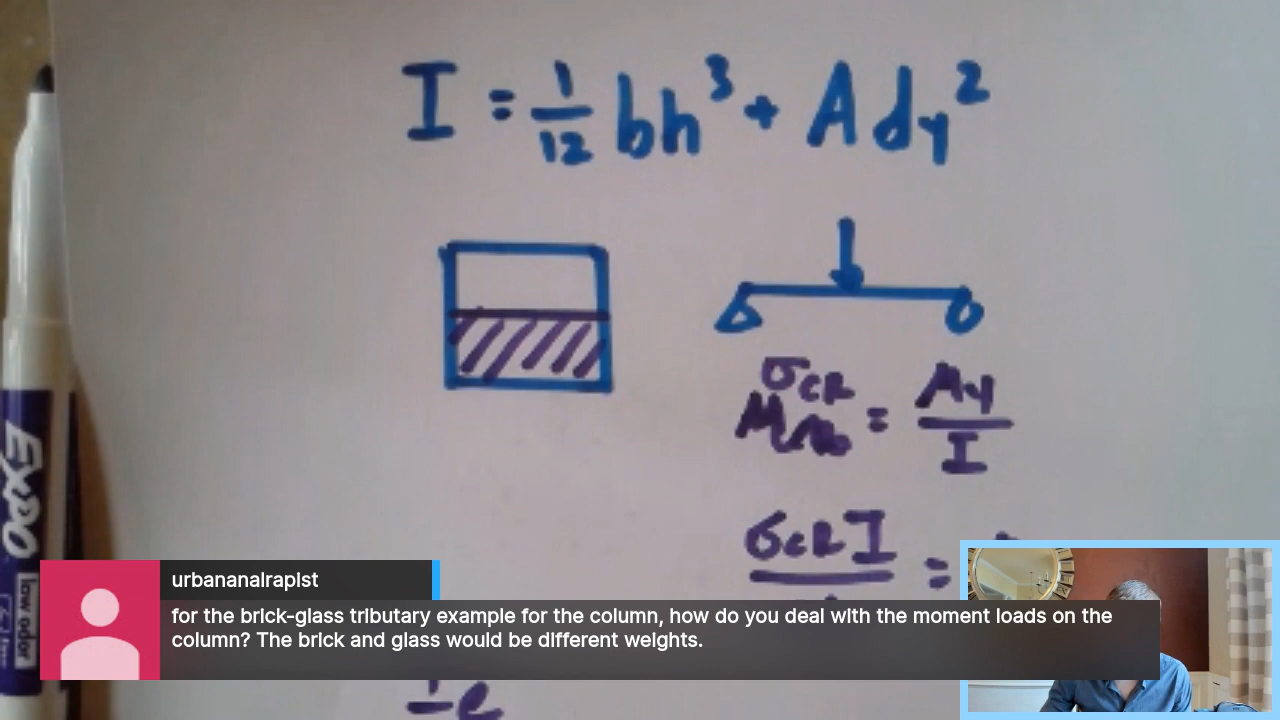 I = 1/12 bh³ + Ady²
σcr
= My/I
σcr I =
EXPO
low odor
urbananalrapist
for the brick-glass tributary example for the column, how do you deal with the moment loads on the
column? The brick and glass would be different weights.